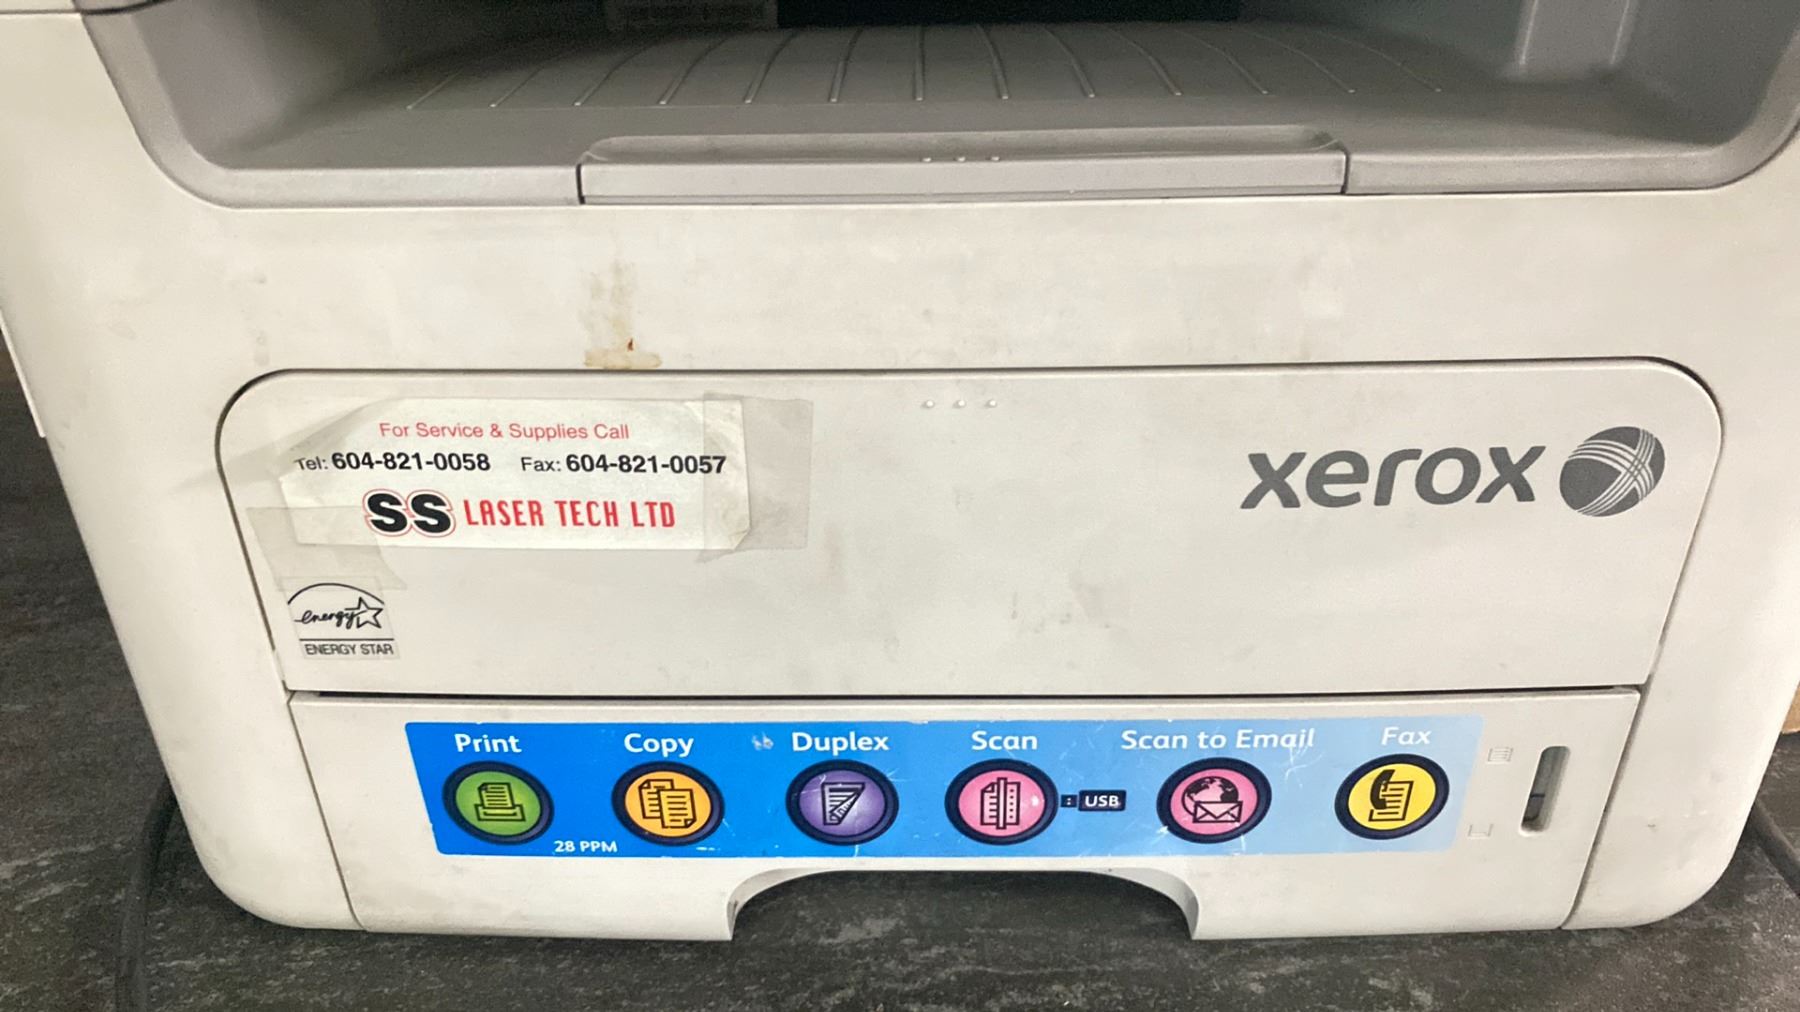 For Service & Supplies Call
Tel: 604-821-0058 Fax: 604-821-0057
SS LASER TECH LTD
xerox
energy
ENERGY STAR
Print Copy Duplex Scan Scan to Email Fax
USB
28 PPM